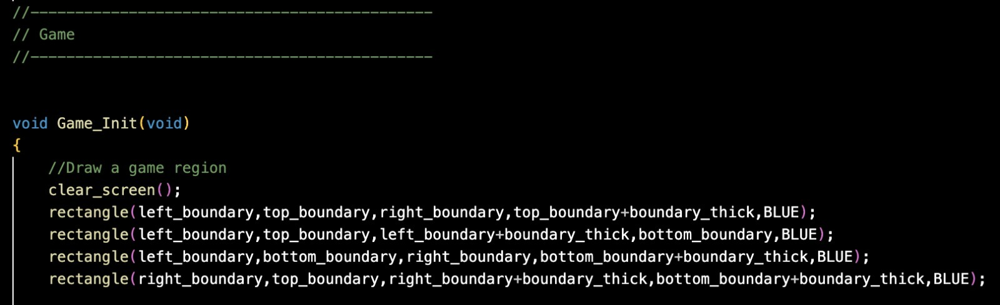 //---------------------------------------------
// Game
//---------------------------------------------
void Game_Init(void)
{
    //Draw a game region
    clear_screen();
    rectangle(left_boundary,top_boundary,right_boundary,top_boundary+boundary_thick,BLUE);
    rectangle(left_boundary,top_boundary,left_boundary+boundary_thick,bottom_boundary,BLUE);
    rectangle(left_boundary,bottom_boundary,right_boundary,bottom_boundary+boundary_thick,BLUE);
    rectangle(right_boundary,top_boundary,right_boundary+boundary_thick,bottom_boundary+boundary_thick,BLUE);